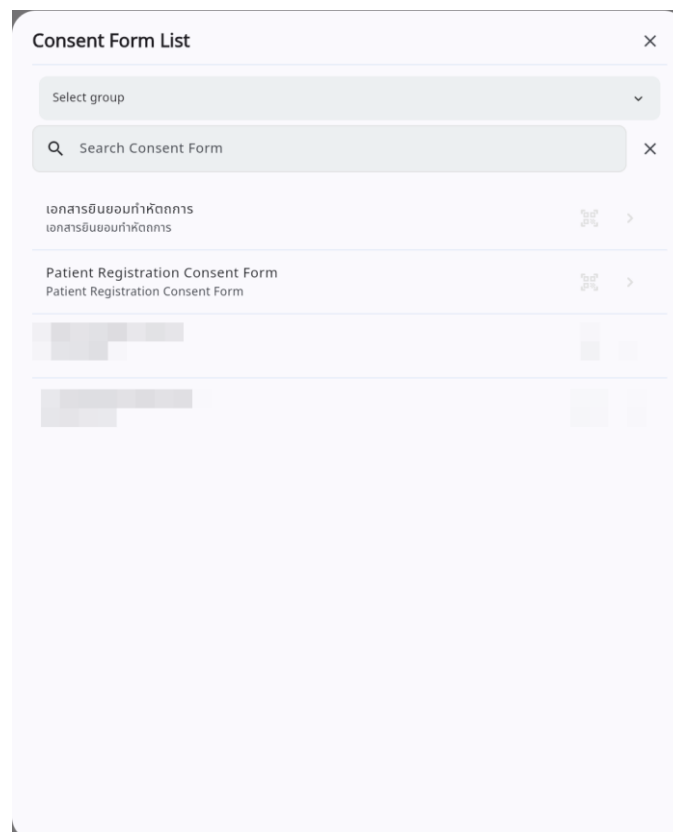 Consent Form List
Select group
Search Consent Form
เอกสารยินยอมทำหัตถการ
เอกสารยินยอมทำหัตถการ
Patient Registration Consent Form
Patient Registration Consent Form